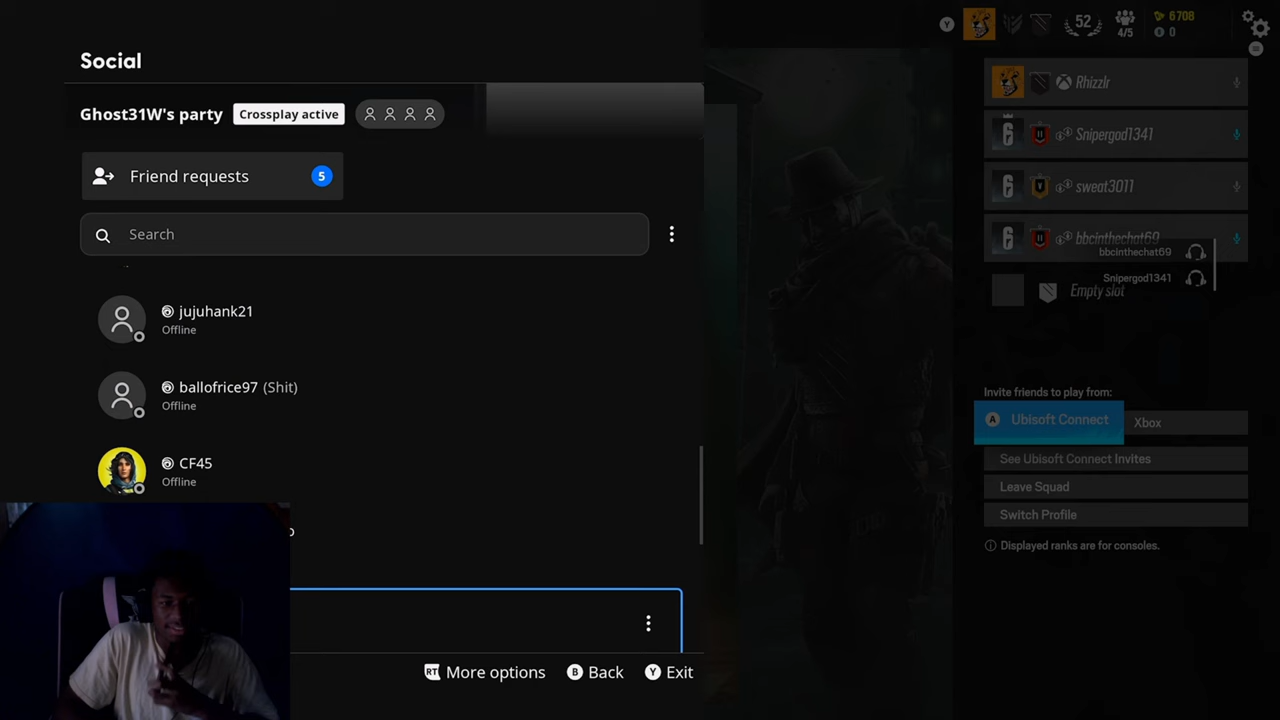 Social
Ghost31W's party
Crossplay active
Friend requests
5
Search
jujuhank21
Offline
ballofrice97 (Shit)
Offline
CF45
Offline
RT More options
B Back
Y Exit
Y
52
4/5
6708
0
Rhizzlr
Snipergod1341
sweat3011
bbcinthechat69
bbcinthechat69
Snipergod1341
Empty slot
Invite friends to play from:
A Ubisoft Connect
Xbox
See Ubisoft Connect Invites
Leave Squad
Switch Profile
Displayed ranks are for consoles.